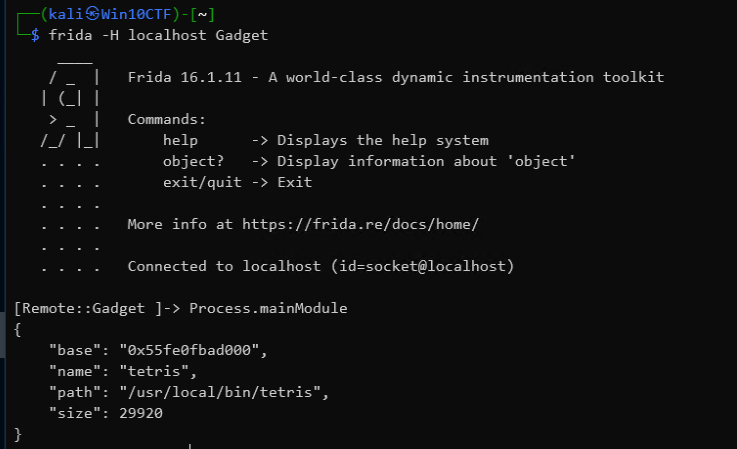 ┌──(kali㉿Win10CTF)-[~]
└─$ frida -H localhost Gadget
     ____
    / _  |   Frida 16.1.11 - A world-class dynamic instrumentation toolkit
   | (_| |
    > _  |   Commands:
   /_/ |_|       help      -> Displays the help system
   . . . .       object?   -> Display information about 'object'
   . . . .       exit/quit -> Exit
   . . . .
   . . . .   More info at https://frida.re/docs/home/
   . . . .
   . . . .   Connected to localhost (id=socket@localhost)
[Remote::Gadget ]-> Process.mainModule
{
    "base": "0x55fe0fbad000",
    "name": "tetris",
    "path": "/usr/local/bin/tetris",
    "size": 29920
}